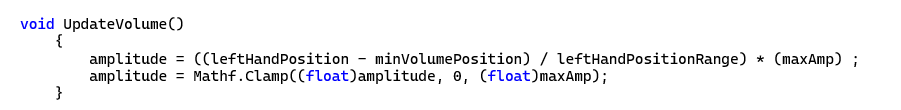 void UpdateVolume()
{
amplitude = ((leftHandPosition - minVolumePosition) / leftHandPositionRange) * (maxAmp) ;
amplitude = Mathf.Clamp((float)amplitude, 0, (float)maxAmp);
}